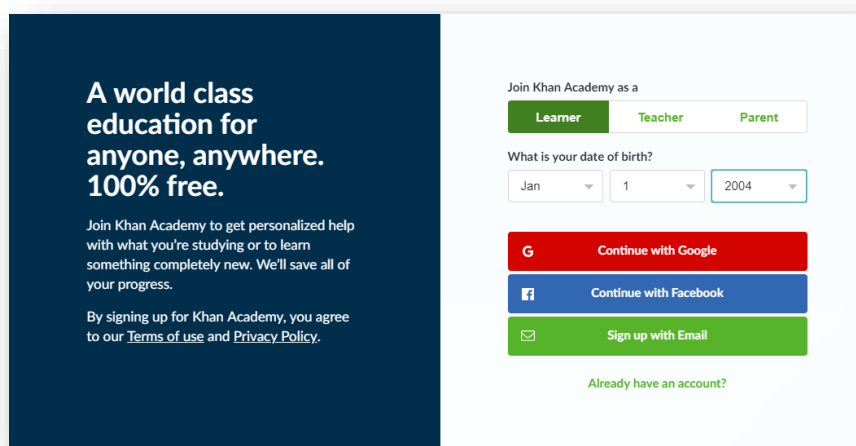 A world class
education for
anyone, anywhere.
100% free.
Join Khan Academy to get personalized help
with what you're studying or to learn
something completely new. We'll save all of
your progress.
By signing up for Khan Academy, you agree
to our Terms of use and Privacy Policy.
Join Khan Academy as a
Learner Teacher Parent
What is your date of birth?
Jan 1 2004
Continue with Google
Continue with Facebook
Sign up with Email
Already have an account?